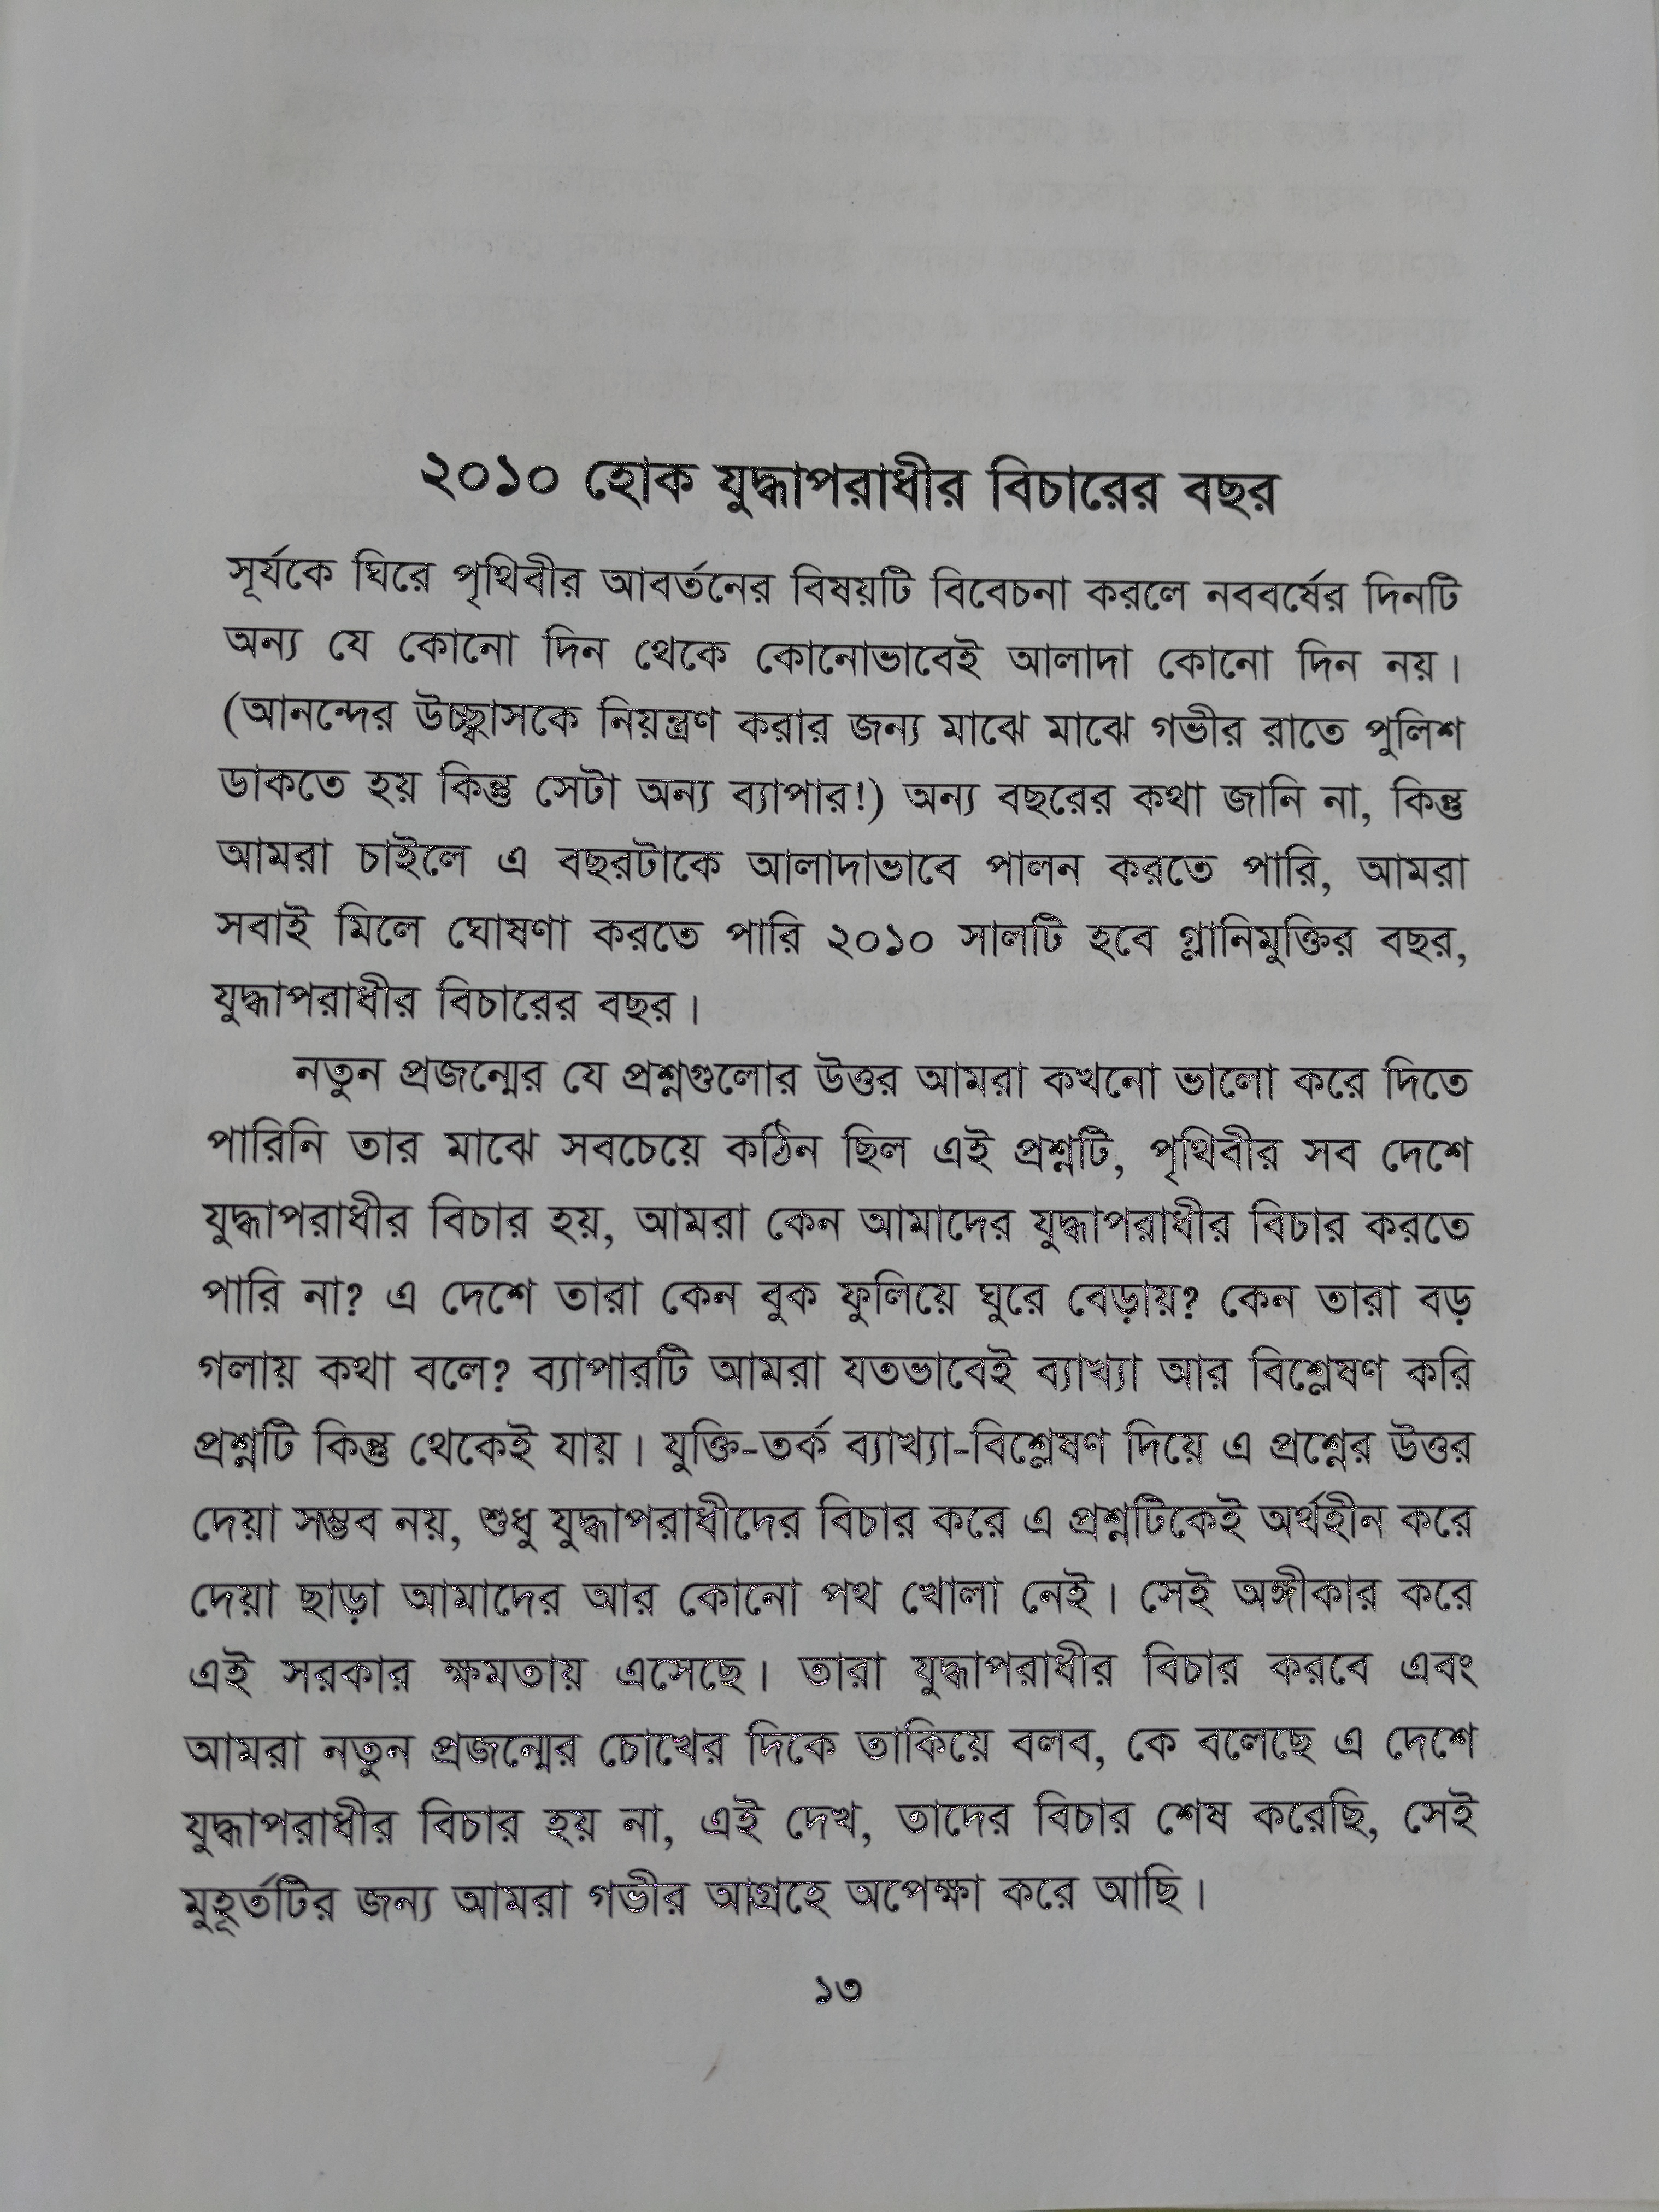 ২০১০ হোক যুদ্ধাপরাধীর বিচারের বছর
সূর্যকে ঘিরে পৃথিবীর আবর্তনের বিষয়টি বিবেচনা করলে নববর্ষের দিনটি
অন্য যে কোনো দিন থেকে কোনোভাবেই আলাদা কোনো দিন নয়।
(আনন্দের উচ্ছ্বাসকে নিয়ন্ত্রণ করার জন্য মাঝে মাঝে গভীর রাতে পুলিশ
ডাকতে হয় কিন্তু সেটা অন্য ব্যাপার!) অন্য বছরের কথা জানি না, কিন্তু
আমরা চাইলে এ বছরটাকে আলাদাভাবে পালন করতে পারি, আমরা
সবাই মিলে ঘোষণা করতে পারি ২০১০ সালটি হবে গ্লানিমুক্তির বছর,
যুদ্ধাপরাধীর বিচারের বছর।
নতুন প্রজন্মের যে প্রশ্নগুলোর উত্তর আমরা কখনো ভালো করে দিতে
পারিনি তার মাঝে সবচেয়ে কঠিন ছিল এই প্রশ্নটি, পৃথিবীর সব দেশে
যুদ্ধাপরাধীর বিচার হয়, আমরা কেন আমাদের যুদ্ধাপরাধীর বিচার করতে
পারি না? এ দেশে তারা কেন বুক ফুলিয়ে ঘুরে বেড়ায়? কেন তারা বড়
গলায় কথা বলে? ব্যাপারটি আমরা যতভাবেই ব্যাখ্যা আর বিশ্লেষণ করি
প্রশ্নটি কিন্তু থেকেই যায়। যুক্তি-তর্ক ব্যাখ্যা-বিশ্লেষণ দিয়ে এ প্রশ্নের উত্তর
দেয়া সম্ভব নয়, শুধু যুদ্ধাপরাধীদের বিচার করে এ প্রশ্নটিকেই অর্থহীন করে
দেয়া ছাড়া আমাদের আর কোনো পথ খোলা নেই। সেই অঙ্গীকার করে
এই সরকার ক্ষমতায় এসেছে। তারা যুদ্ধাপরাধীর বিচার করবে এবং
আমরা নতুন প্রজন্মের চোখের দিকে তাকিয়ে বলব, কে বলেছে এ দেশে
যুদ্ধাপরাধীর বিচার হয় না, এই দেখ, তাদের বিচার শেষ করেছি, সেই
মুহূর্তটির জন্য আমরা গভীর আগ্রহে অপেক্ষা করে আছি।
১৩